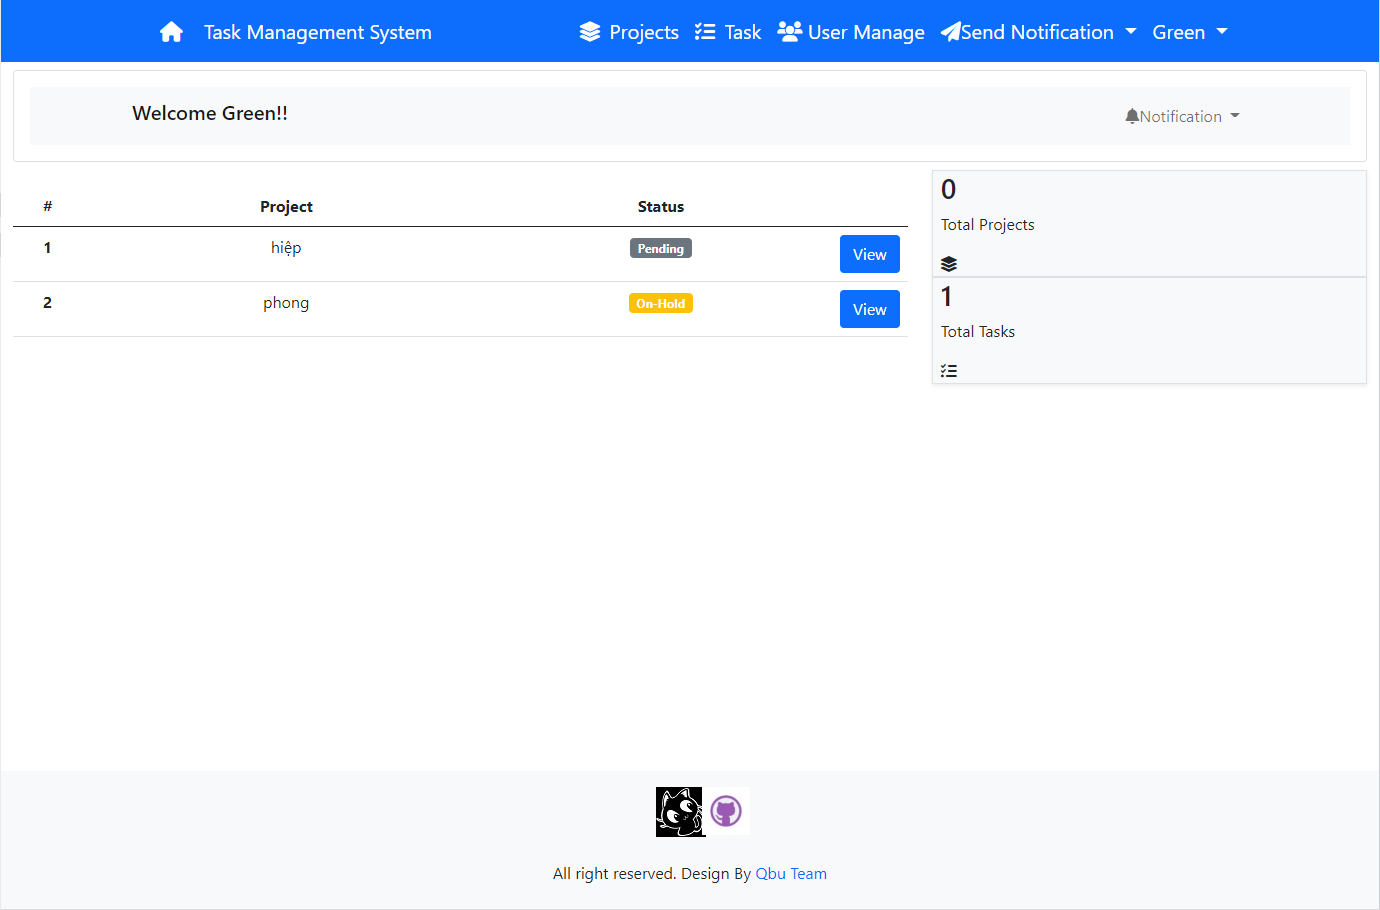 Task Management System Projects Task User Manage Send Notification Green
Welcome Green!! Notification
# Project Status
1 hiệp Pending View
2 phong On-Hold View
0
Total Projects
1
Total Tasks
All right reserved. Design By Qbu Team